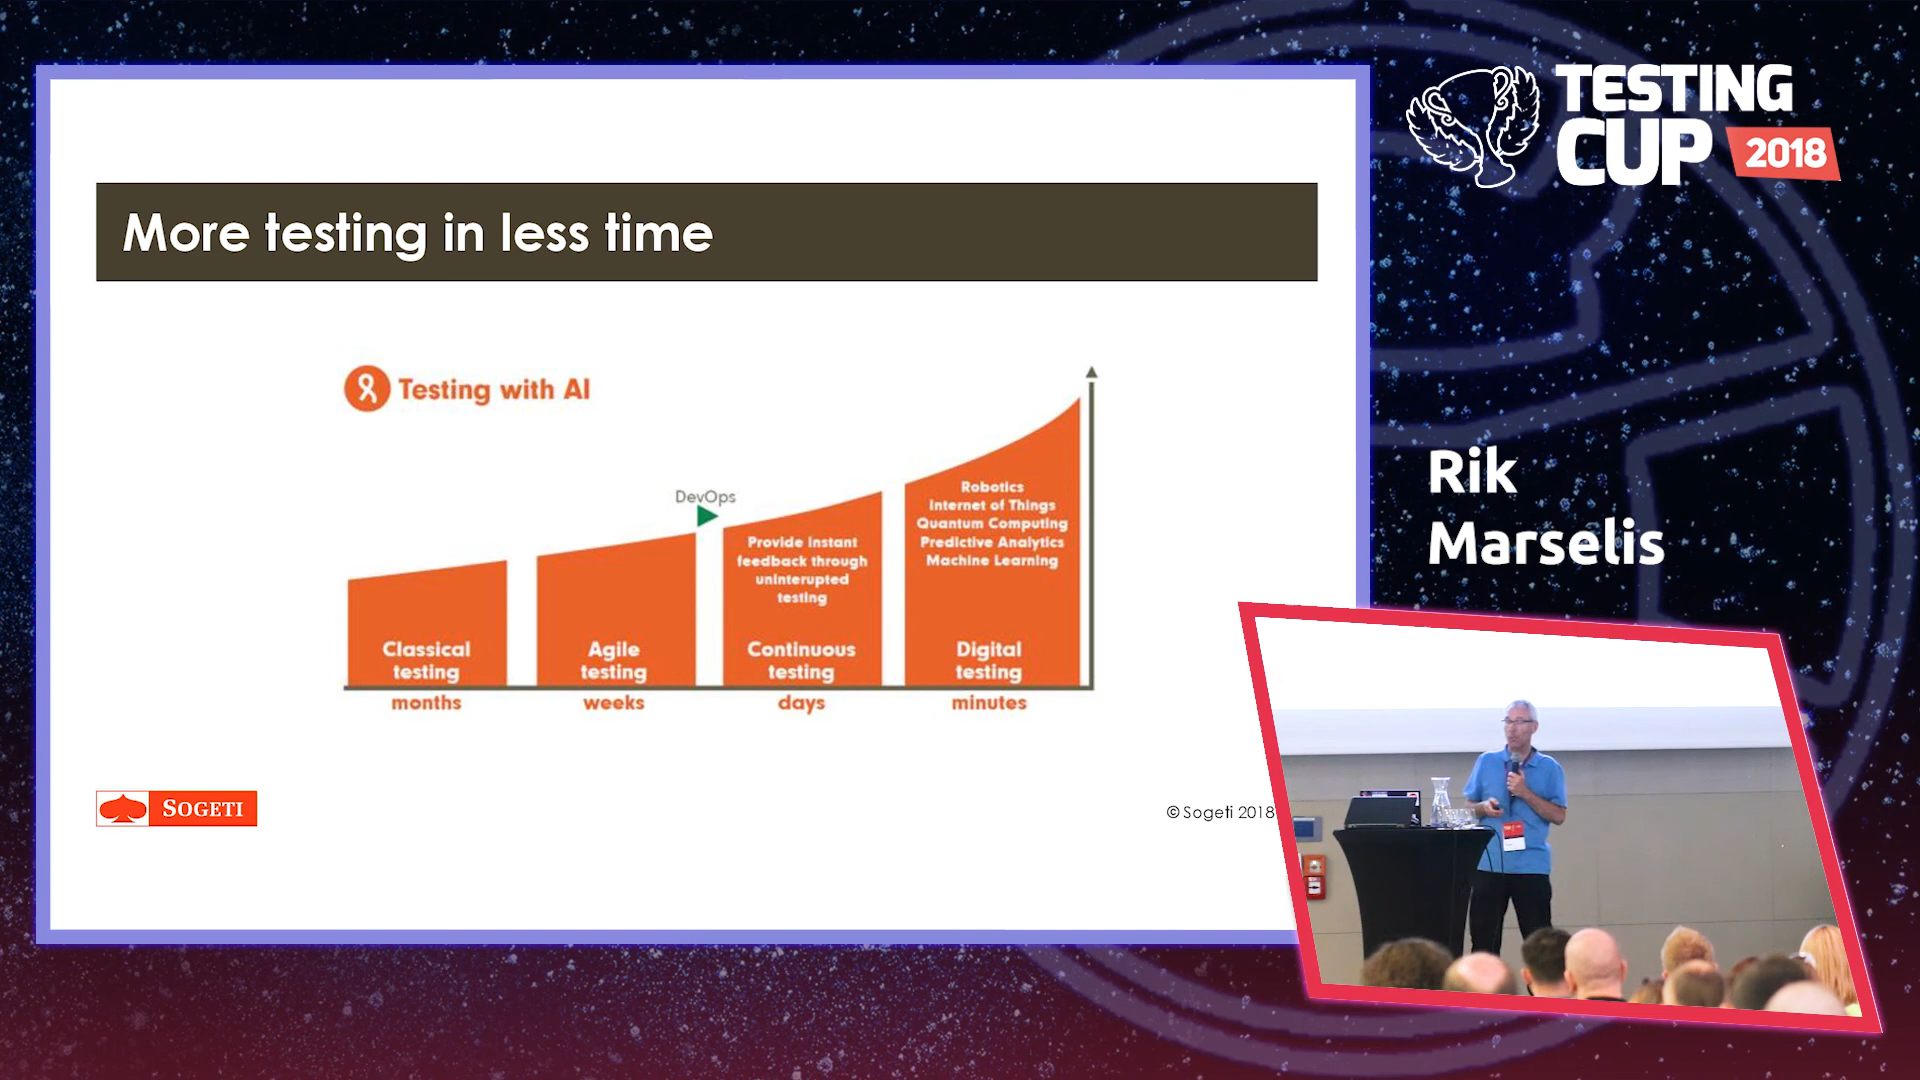 TESTING
CUP
2018
More testing in less time
Testing with AI
DevOps
Provide instant
feedback through
uninterupted
testing
Robotics
Internet of Things
Quantum Computing
Predictive Analytics
Machine Learning
Classical
testing
Agile
testing
Continuous
testing
Digital
testing
months
weeks
days
minutes
SOGETI
© Sogeti 2018
Rik
Marselis